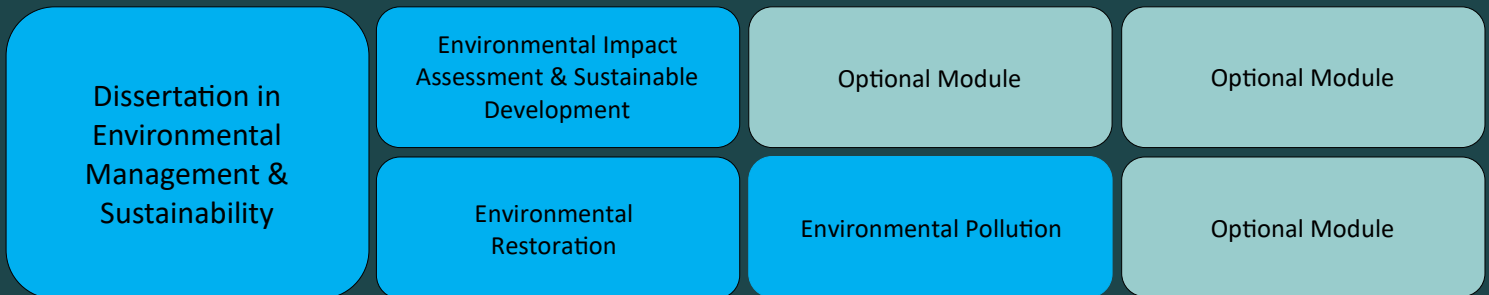 Dissertation in
Environmental
Management &
Sustainability
Environmental Impact
Assessment & Sustainable
Development
Optional Module
Optional Module
Environmental
Restoration
Environmental Pollution
Optional Module